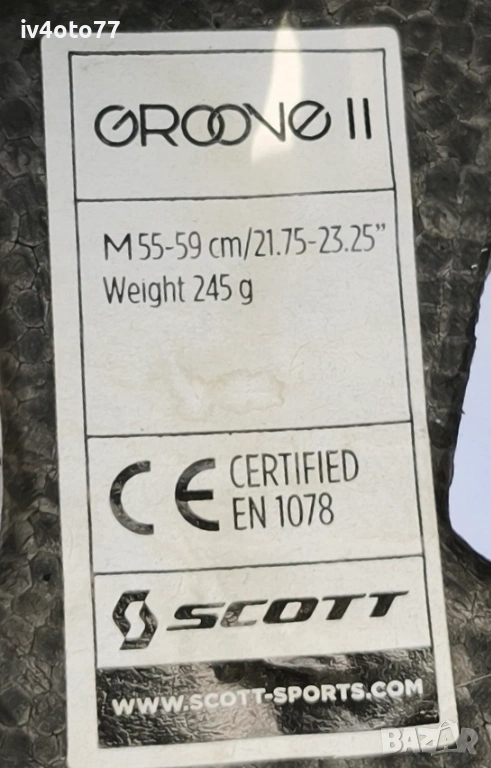 iv4oto77
GROOVE II
M 55-59 cm/21.75-23.25"
Weight 245 g
CE CERTIFIED
EN 1078
SCOTT
WWW.SCOTT-SPORTS.COM
BAZAR